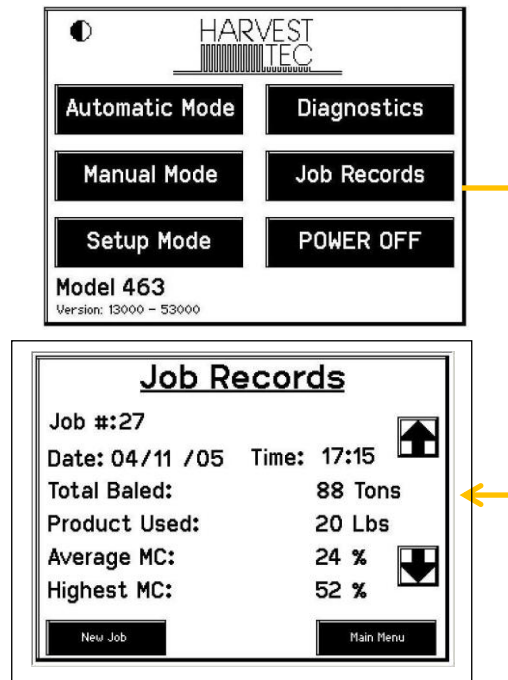 HARVEST
TEC
Automatic Mode
Diagnostics
Manual Mode
Job Records
Setup Mode
POWER OFF
Model 463
Version: 13000 - 53000
Job Records
Job #:27
Date: 04/11 /05 Time: 17:15
Total Baled: 88 Tons
Product Used: 20 Lbs
Average MC: 24 %
Highest MC: 52 %
New Job
Main Menu